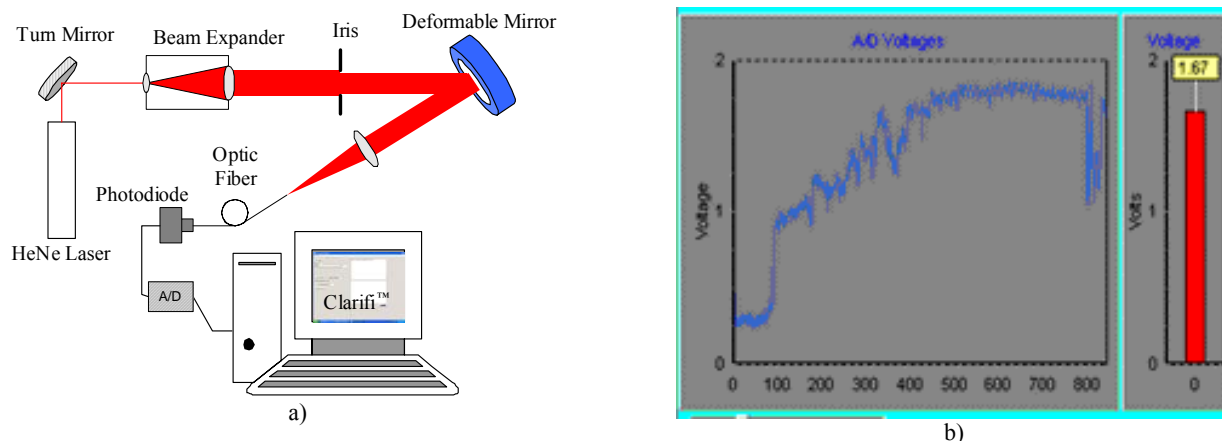 Turn Mirror
Beam Expander
Iris
Deformable Mirror
Optic
Fiber
Photodiode
HeNe Laser
A/D
Clarifi™
a)
A/D Voltages
Voltage
2
1
0
0 100 200 300 400 500 600 700 800
Voltage
1.67
2
Volts
1
0
0
b)